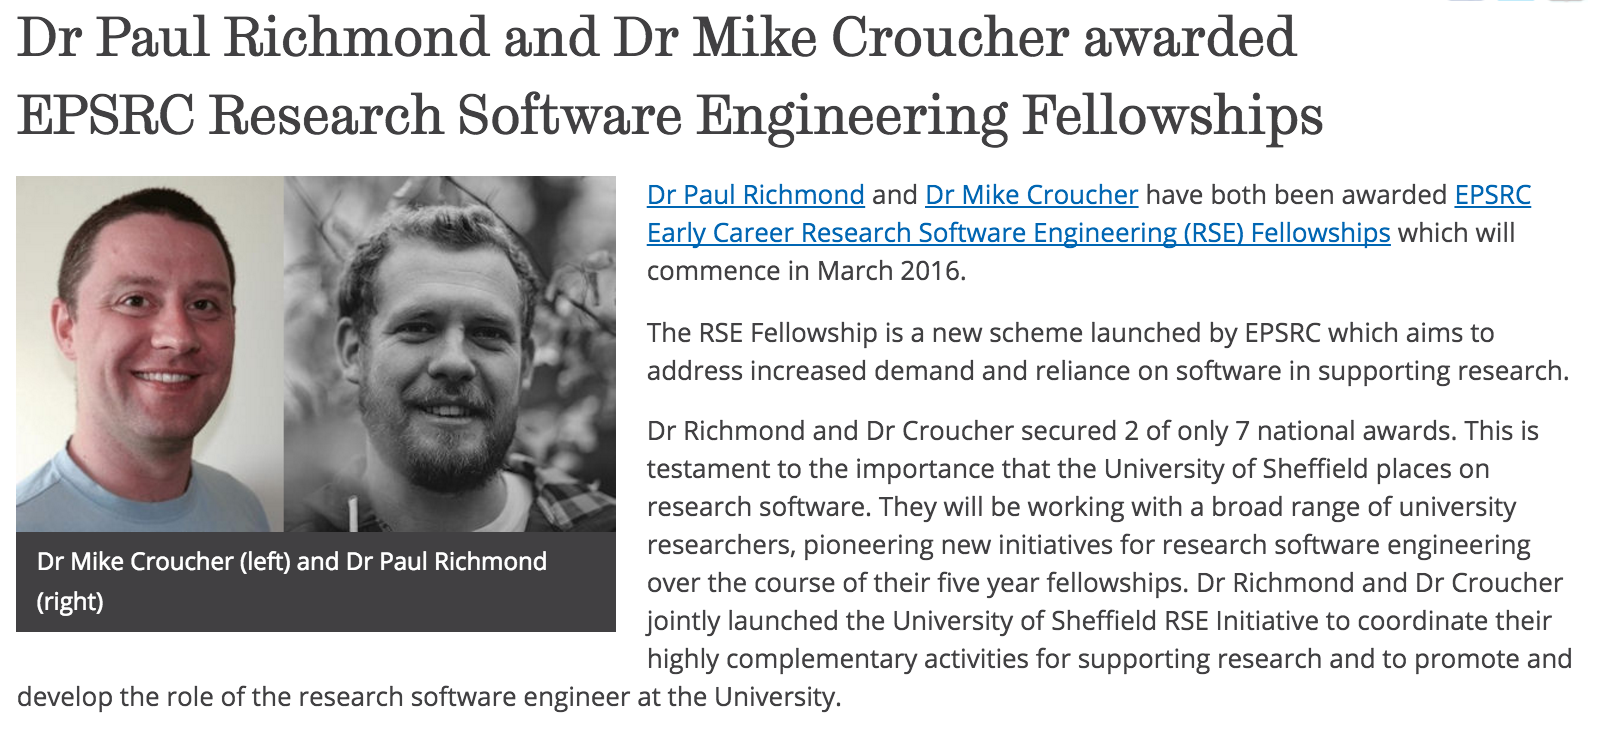 Dr Paul Richmond and Dr Mike Croucher awarded
EPSRC Research Software Engineering Fellowships
Dr Mike Croucher (left) and Dr Paul Richmond
(right)
Dr Paul Richmond and Dr Mike Croucher have both been awarded EPSRC
Early Career Research Software Engineering (RSE) Fellowships which will
commence in March 2016.
The RSE Fellowship is a new scheme launched by EPSRC which aims to
address increased demand and reliance on software in supporting research.
Dr Richmond and Dr Croucher secured 2 of only 7 national awards. This is
testament to the importance that the University of Sheffield places on
research software. They will be working with a broad range of university
researchers, pioneering new initiatives for research software engineering
over the course of their five year fellowships. Dr Richmond and Dr Croucher
jointly launched the University of Sheffield RSE Initiative to coordinate their
highly complementary activities for supporting research and to promote and
develop the role of the research software engineer at the University.